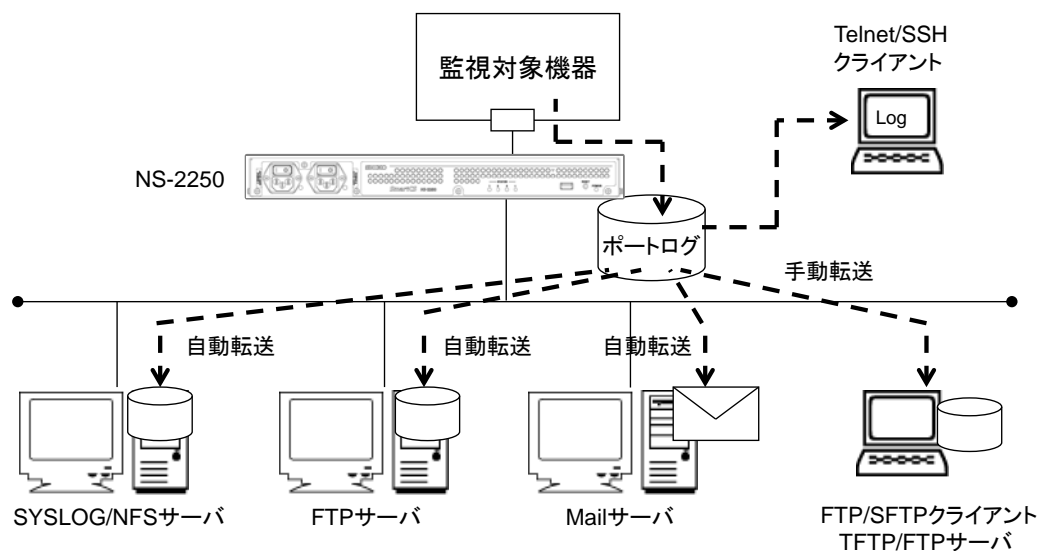 監視対象機器
Telnet/SSH
クライアント
Log
NS-2250
ポートログ
手動転送
自動転送
自動転送
自動転送
SYSLOG/NFSサーバ
FTPサーバ
Mailサーバ
FTP/SFTPクライアント
TFTP/FTPサーバ